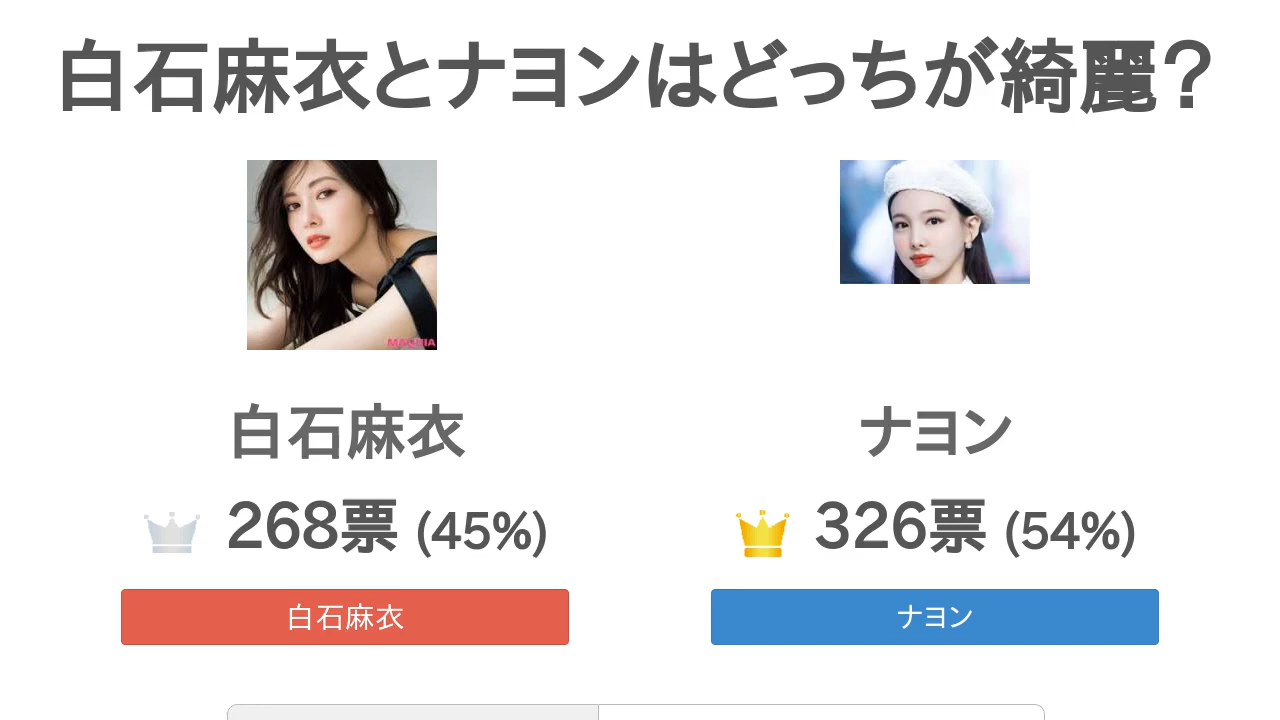 白石麻衣とナヨンはどっちが綺麗？
白石麻衣
ナヨン
268票 (45%)
326票 (54%)
白石麻衣
ナヨン